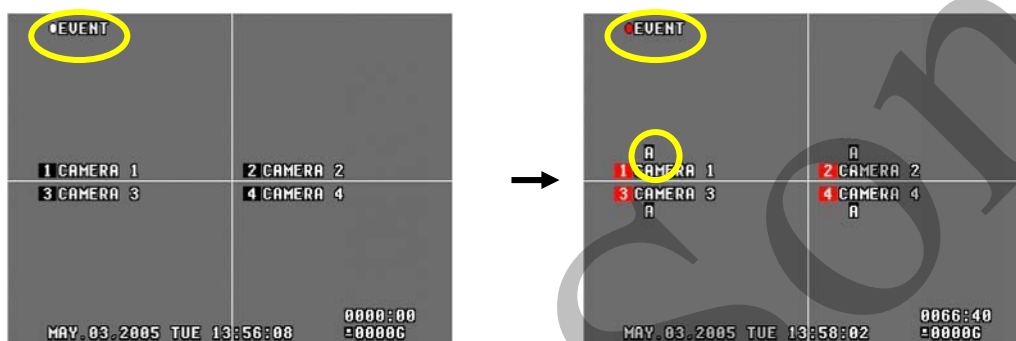 EVENT
1 CAMERA 1
2 CAMERA 2
3 CAMERA 3
4 CAMERA 4
0000:00
MAY.03.2005 TUE 13:56:08
0000G
EVENT
A
A
1 CAMERA 1
2 CAMERA 2
3 CAMERA 3
4 CAMERA 4
A
A
0066:40
MAY.03.2005 TUE 13:58:02
0000G
Son